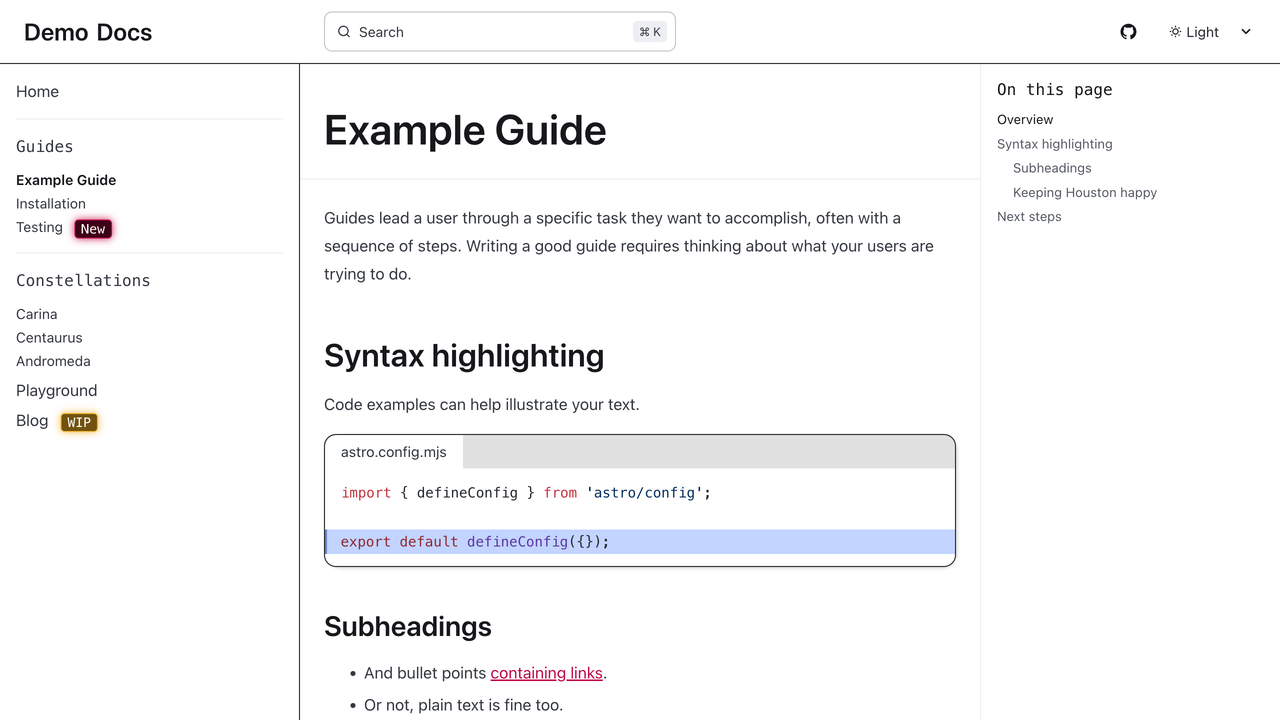 Demo Docs
Search
⌘ K
Light
Home
Guides
Example Guide
Installation
Testing New
Constellations
Carina
Centaurus
Andromeda
Playground
Blog WIP
Example Guide
Guides lead a user through a specific task they want to accomplish, often with a
sequence of steps. Writing a good guide requires thinking about what your users are
trying to do.
Syntax highlighting
Code examples can help illustrate your text.
astro.config.mjs
import { defineConfig } from 'astro/config';
export default defineConfig({});
Subheadings
• And bullet points containing links.
• Or not, plain text is fine too.
On this page
Overview
Syntax highlighting
Subheadings
Keeping Houston happy
Next steps